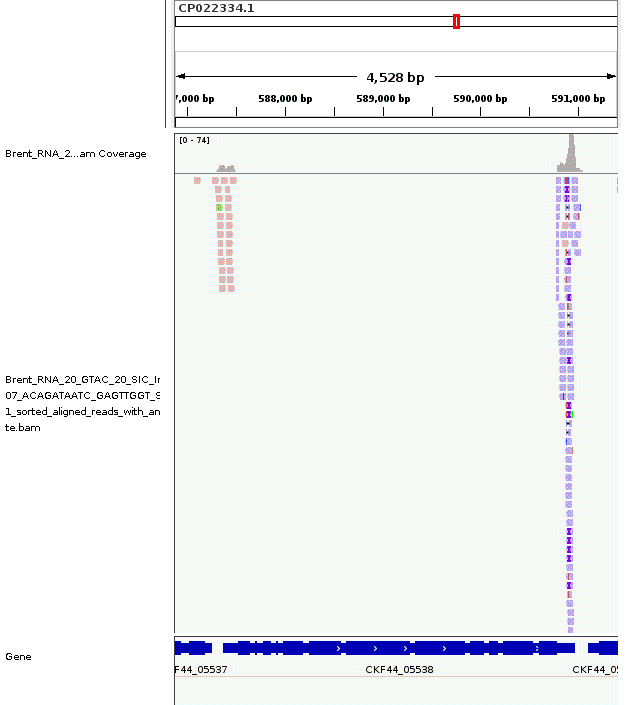 CP022334.1
4,528 bp
7,000 bp 588,000 bp 589,000 bp 590,000 bp 591,000 bp
[0 - 74]
Brent_RNA_2...am Coverage
Brent_RNA_20_GTAC_20_SIC_Ir
07_ACAGATAATC_GAGTTGGT_S
1_sorted_aligned_reads_with_an
te.bam
Gene
F44_05537 CKF44_05538 CKF44_0